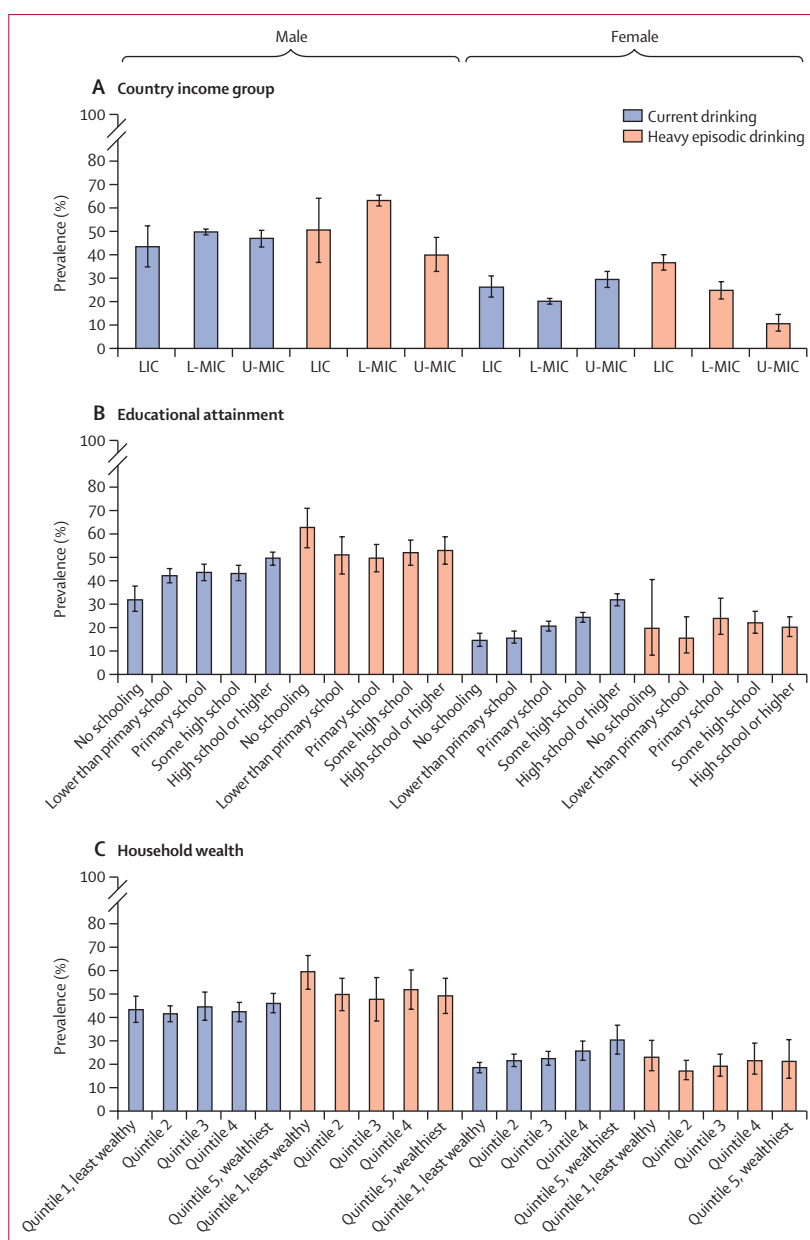 Male Female
A Country income group
100
80
70
60
50
40
30
20
10
0
Prevalence (%)
Current drinking
Heavy episodic drinking
LIC L-MIC U-MIC LIC L-MIC U-MIC LIC L-MIC U-MIC LIC L-MIC U-MIC
B Educational attainment
100
80
70
60
50
40
30
20
10
0
Prevalence (%)
No schooling
Lower than primary school
Primary school
Some high school
High school or higher
No schooling
Lower than primary school
Primary school
Some high school
High school or higher
No schooling
Lower than primary school
Primary school
Some high school
High school or higher
No schooling
Lower than primary school
Primary school
Some high school
High school or higher
C Household wealth
100
80
70
60
50
40
30
20
10
0
Prevalence (%)
Quintile 1, least wealthy
Quintile 2
Quintile 3
Quintile 4
Quintile 5, wealthiest
Quintile 1, least wealthy
Quintile 2
Quintile 3
Quintile 4
Quintile 5, wealthiest
Quintile 1, least wealthy
Quintile 2
Quintile 3
Quintile 4
Quintile 5, wealthiest
Quintile 1, least wealthy
Quintile 2
Quintile 3
Quintile 4
Quintile 5, wealthiest